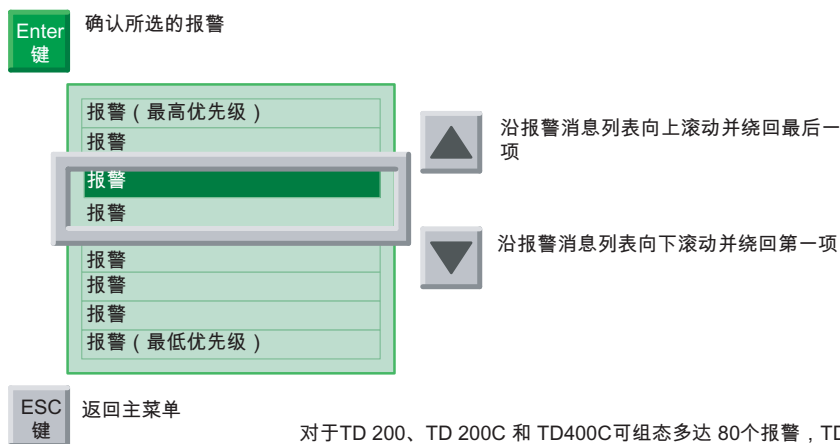 Enter
键
确认所选的报警
报警（最高优先级）
报警
报警
报警
报警
报警
报警
报警（最低优先级）
沿报警消息列表向上滚动并绕回最后一
项
沿报警消息列表向下滚动并绕回第一项
ESC
键
返回主菜单
对于TD 200、TD 200C 和 TD400C可组态多达 80个报警，TD